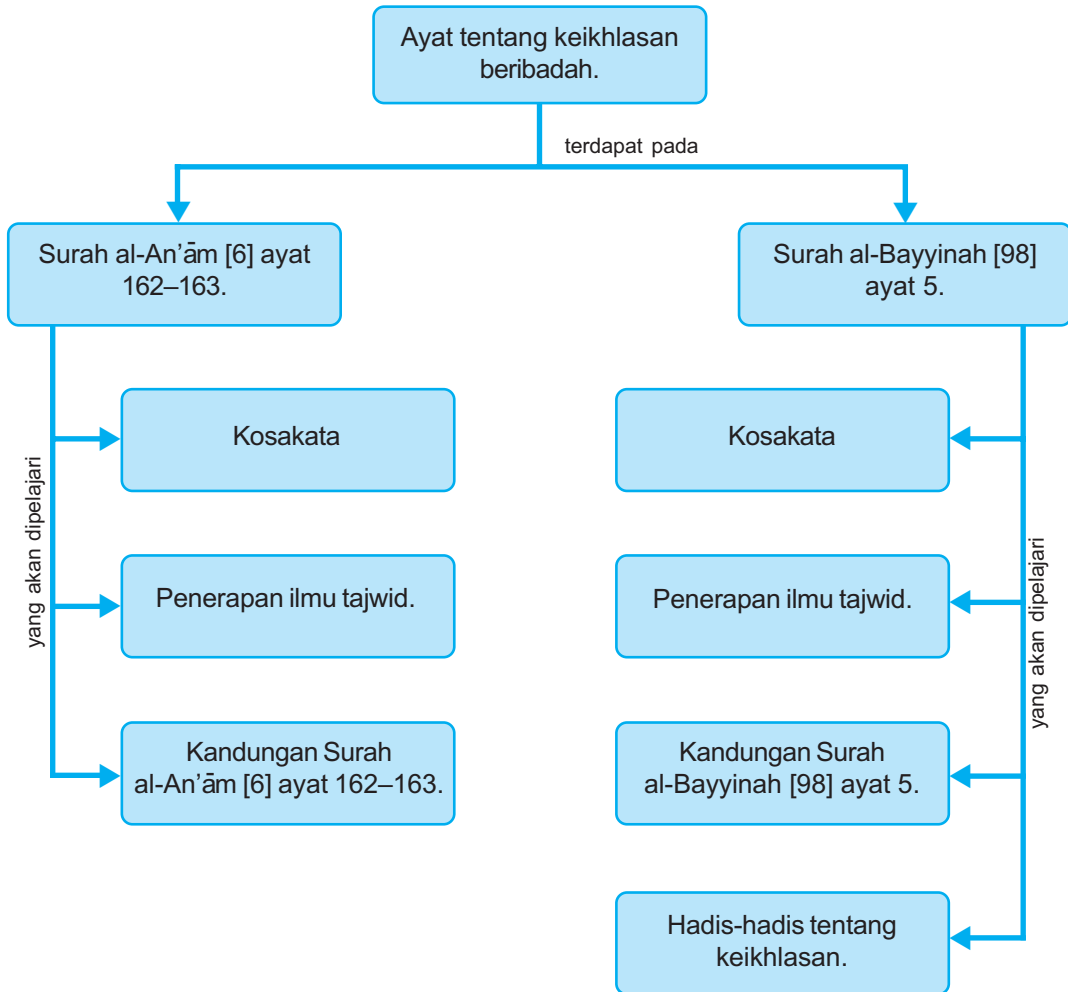 Ayat tentang keikhlasan
beribadah.
terdapat pada
Surah al-An’ām [6] ayat
162–163.
Surah al-Bayyinah [98]
ayat 5.
yang akan dipelajari
Kosakata
Penerapan ilmu tajwid.
Kandungan Surah
al-An’ām [6] ayat 162–163.
yang akan dipelajari
Kosakata
Penerapan ilmu tajwid.
Kandungan Surah
al-Bayyinah [98] ayat 5.
Hadis-hadis tentang
keikhlasan.